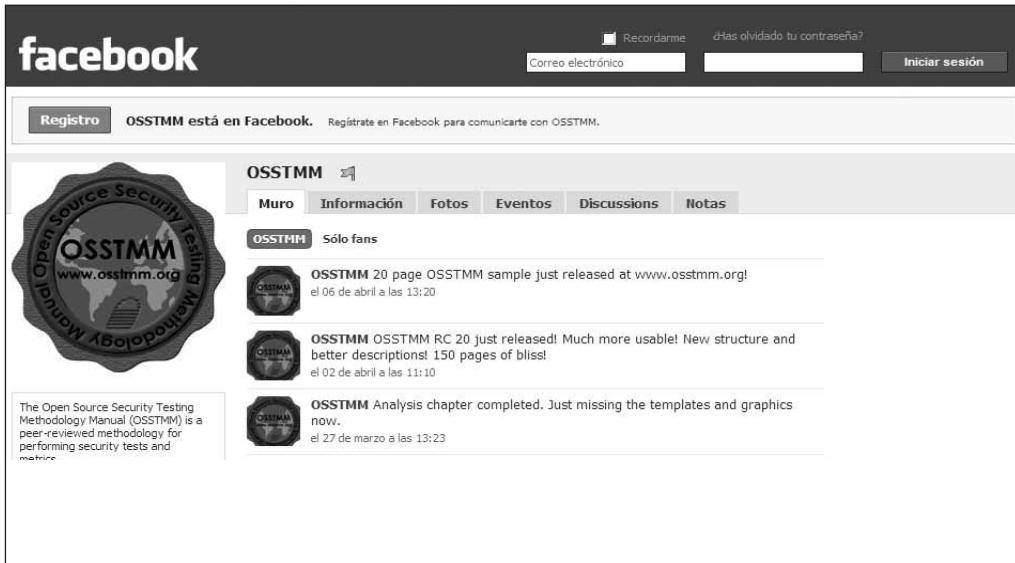 facebook
Recordarme
¿Has olvidado tu contraseña?
Correo electrónico
Iniciar sesión
Registro
OSSTMM está en Facebook.
Regístrate en Facebook para comunicarte con OSSTMM.
Open Source Security Testing Methodology Manual
OSSTMM
www.osstmm.org
OSSTMM
Muro
Información
Fotos
Eventos
Discussions
Notas
OSSTMM
Sólo fans
OSSTMM 20 page OSSTMM sample just released at www.osstmm.org!
el 06 de abril a las 13:20
OSSTMM OSSTMM RC 20 just released! Much more usable! New structure and
better descriptions! 150 pages of bliss!
el 02 de abril a las 11:10
OSSTMM Analysis chapter completed. Just missing the templates and graphics
now.
el 27 de marzo a las 13:23
The Open Source Security Testing
Methodology Manual (OSSTMM) is a
peer-reviewed methodology for
performing security tests and
metrics